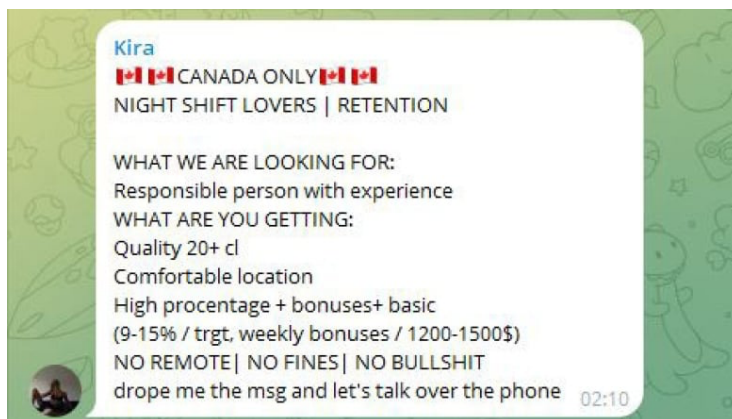 Kira
🇨🇦🇨🇦CANADA ONLY🇨🇦🇨🇦
NIGHT SHIFT LOVERS | RETENTION
WHAT WE ARE LOOKING FOR:
Responsible person with experience
WHAT ARE YOU GETTING:
Quality 20+ cl
Comfortable location
High procentage + bonuses+ basic
(9-15% / trgt, weekly bonuses / 1200-1500$)
NO REMOTE| NO FINES| NO BULLSHIT
drope me the msg and let's talk over the phone
02:10